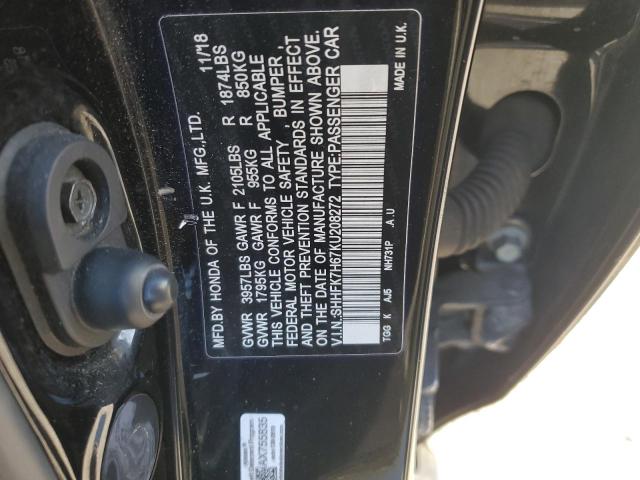 MFD.BY HONDA OF THE U.K. MFG.,LTD. 11/18
GVWR 3957LBS GAWR F 2105LBS R 1874LBS
GVWR 1795KG GAWR F 955KG R 850KG
THIS VEHICLE CONFORMS TO ALL APPLICABLE
FEDERAL MOTOR VEHICLE SAFETY , BUMPER ,
AND THEFT PREVENTION STANDARDS IN EFFECT
ON THE DATE OF MANUFACTURE SHOWN ABOVE.
V.I.N.:SHHFK7H67KU208272 TYPE:PASSENGER CAR
MADE IN U.K.
TGG K AJ5 NH731P .A.U
AX755835